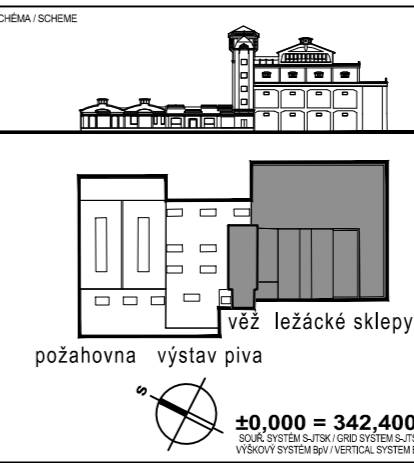 CHÉMA / SCHEME
věž ležácké sklepy
požahovna výstav piva
S
±0,000 = 342,400
SOUŘ. SYSTÉM S-JTSK / GRID SYSTEM S-JTS
VÝŠKOVÝ SYSTÉM BpV / VERTICAL SYSTEM B